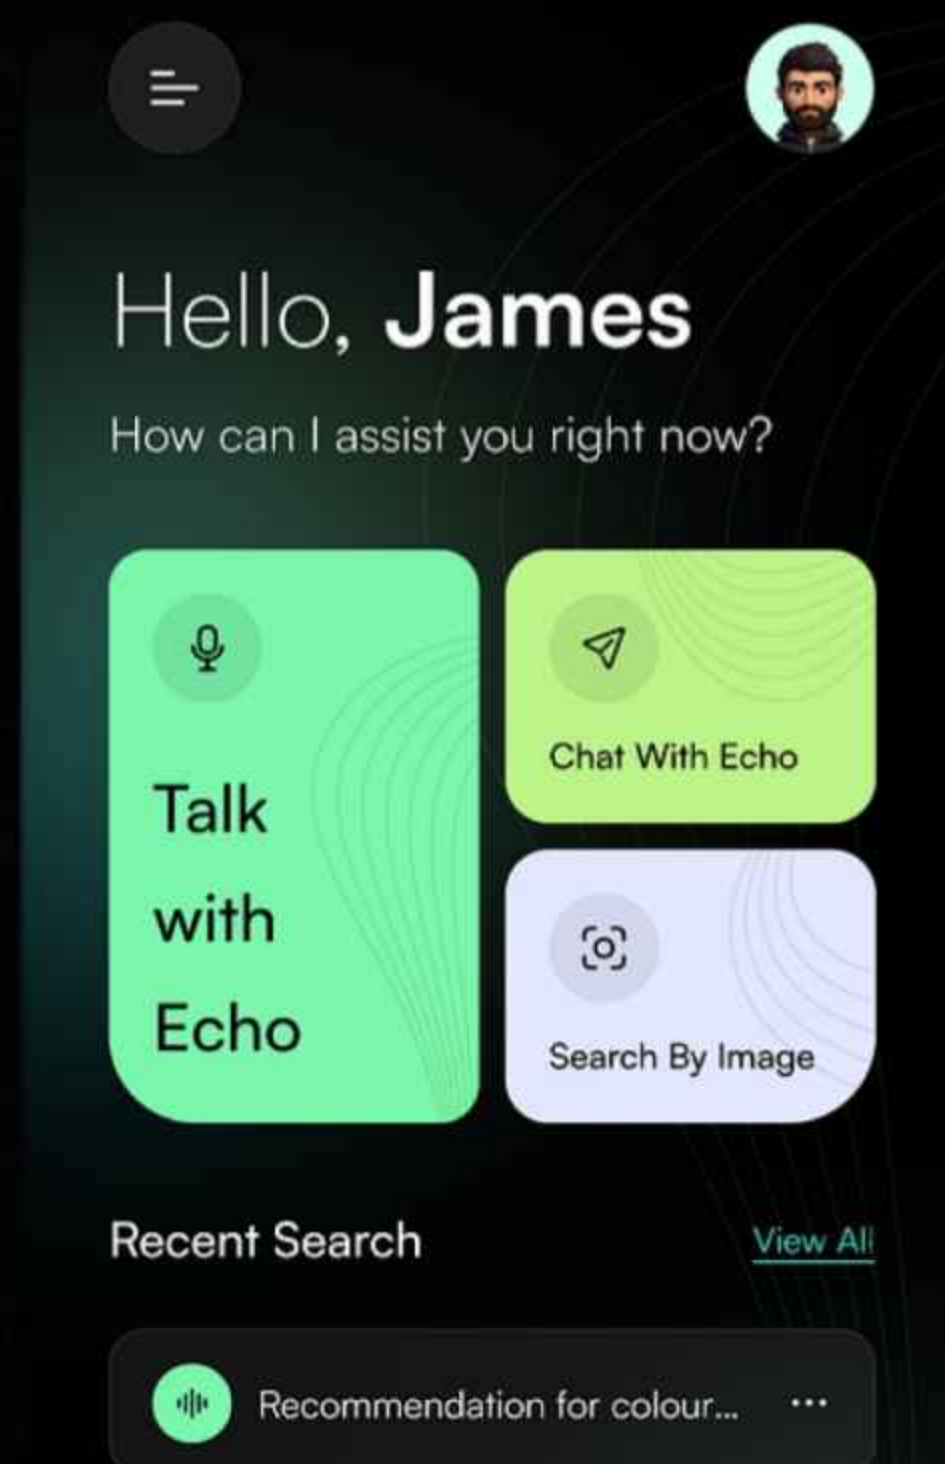 Hello, James
How can I assist you right now?
Talk
with
Echo
Chat With Echo
Search By Image
Recent Search
View All
Recommendation for colour...